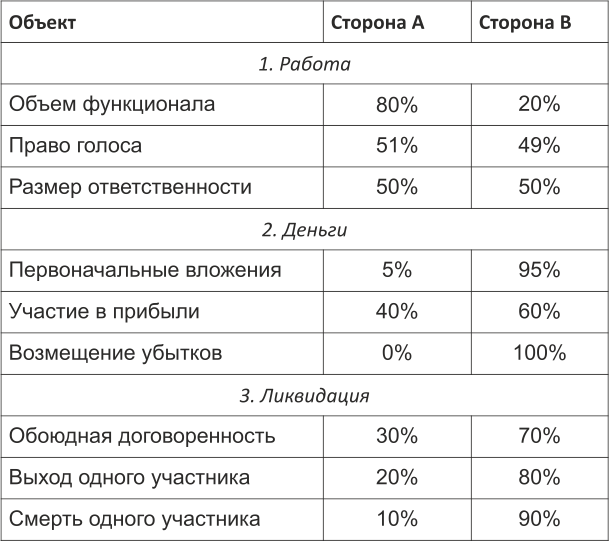 Объект Сторона A Сторона B
1. Работа
Объем функционала 80% 20%
Право голоса 51% 49%
Размер ответственности 50% 50%
2. Деньги
Первоначальные вложения 5% 95%
Участие в прибыли 40% 60%
Возмещение убытков 0% 100%
3. Ликвидация
Обоюдная договоренность 30% 70%
Выход одного участника 20% 80%
Смерть одного участника 10% 90%